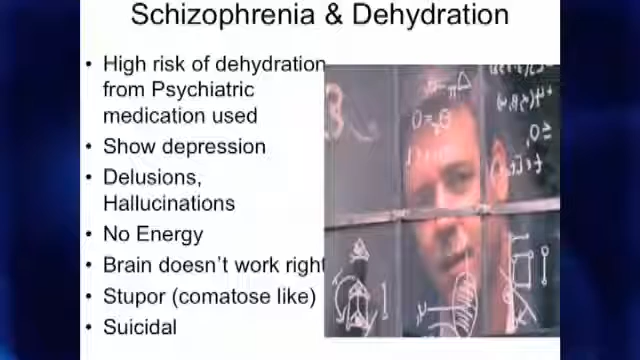 Schizophrenia & Dehydration
• High risk of dehydration
from Psychiatric
medication used
• Show depression
• Delusions,
Hallucinations
• No Energy
• Brain doesn't work right
• Stupor (comatose like)
• Suicidal